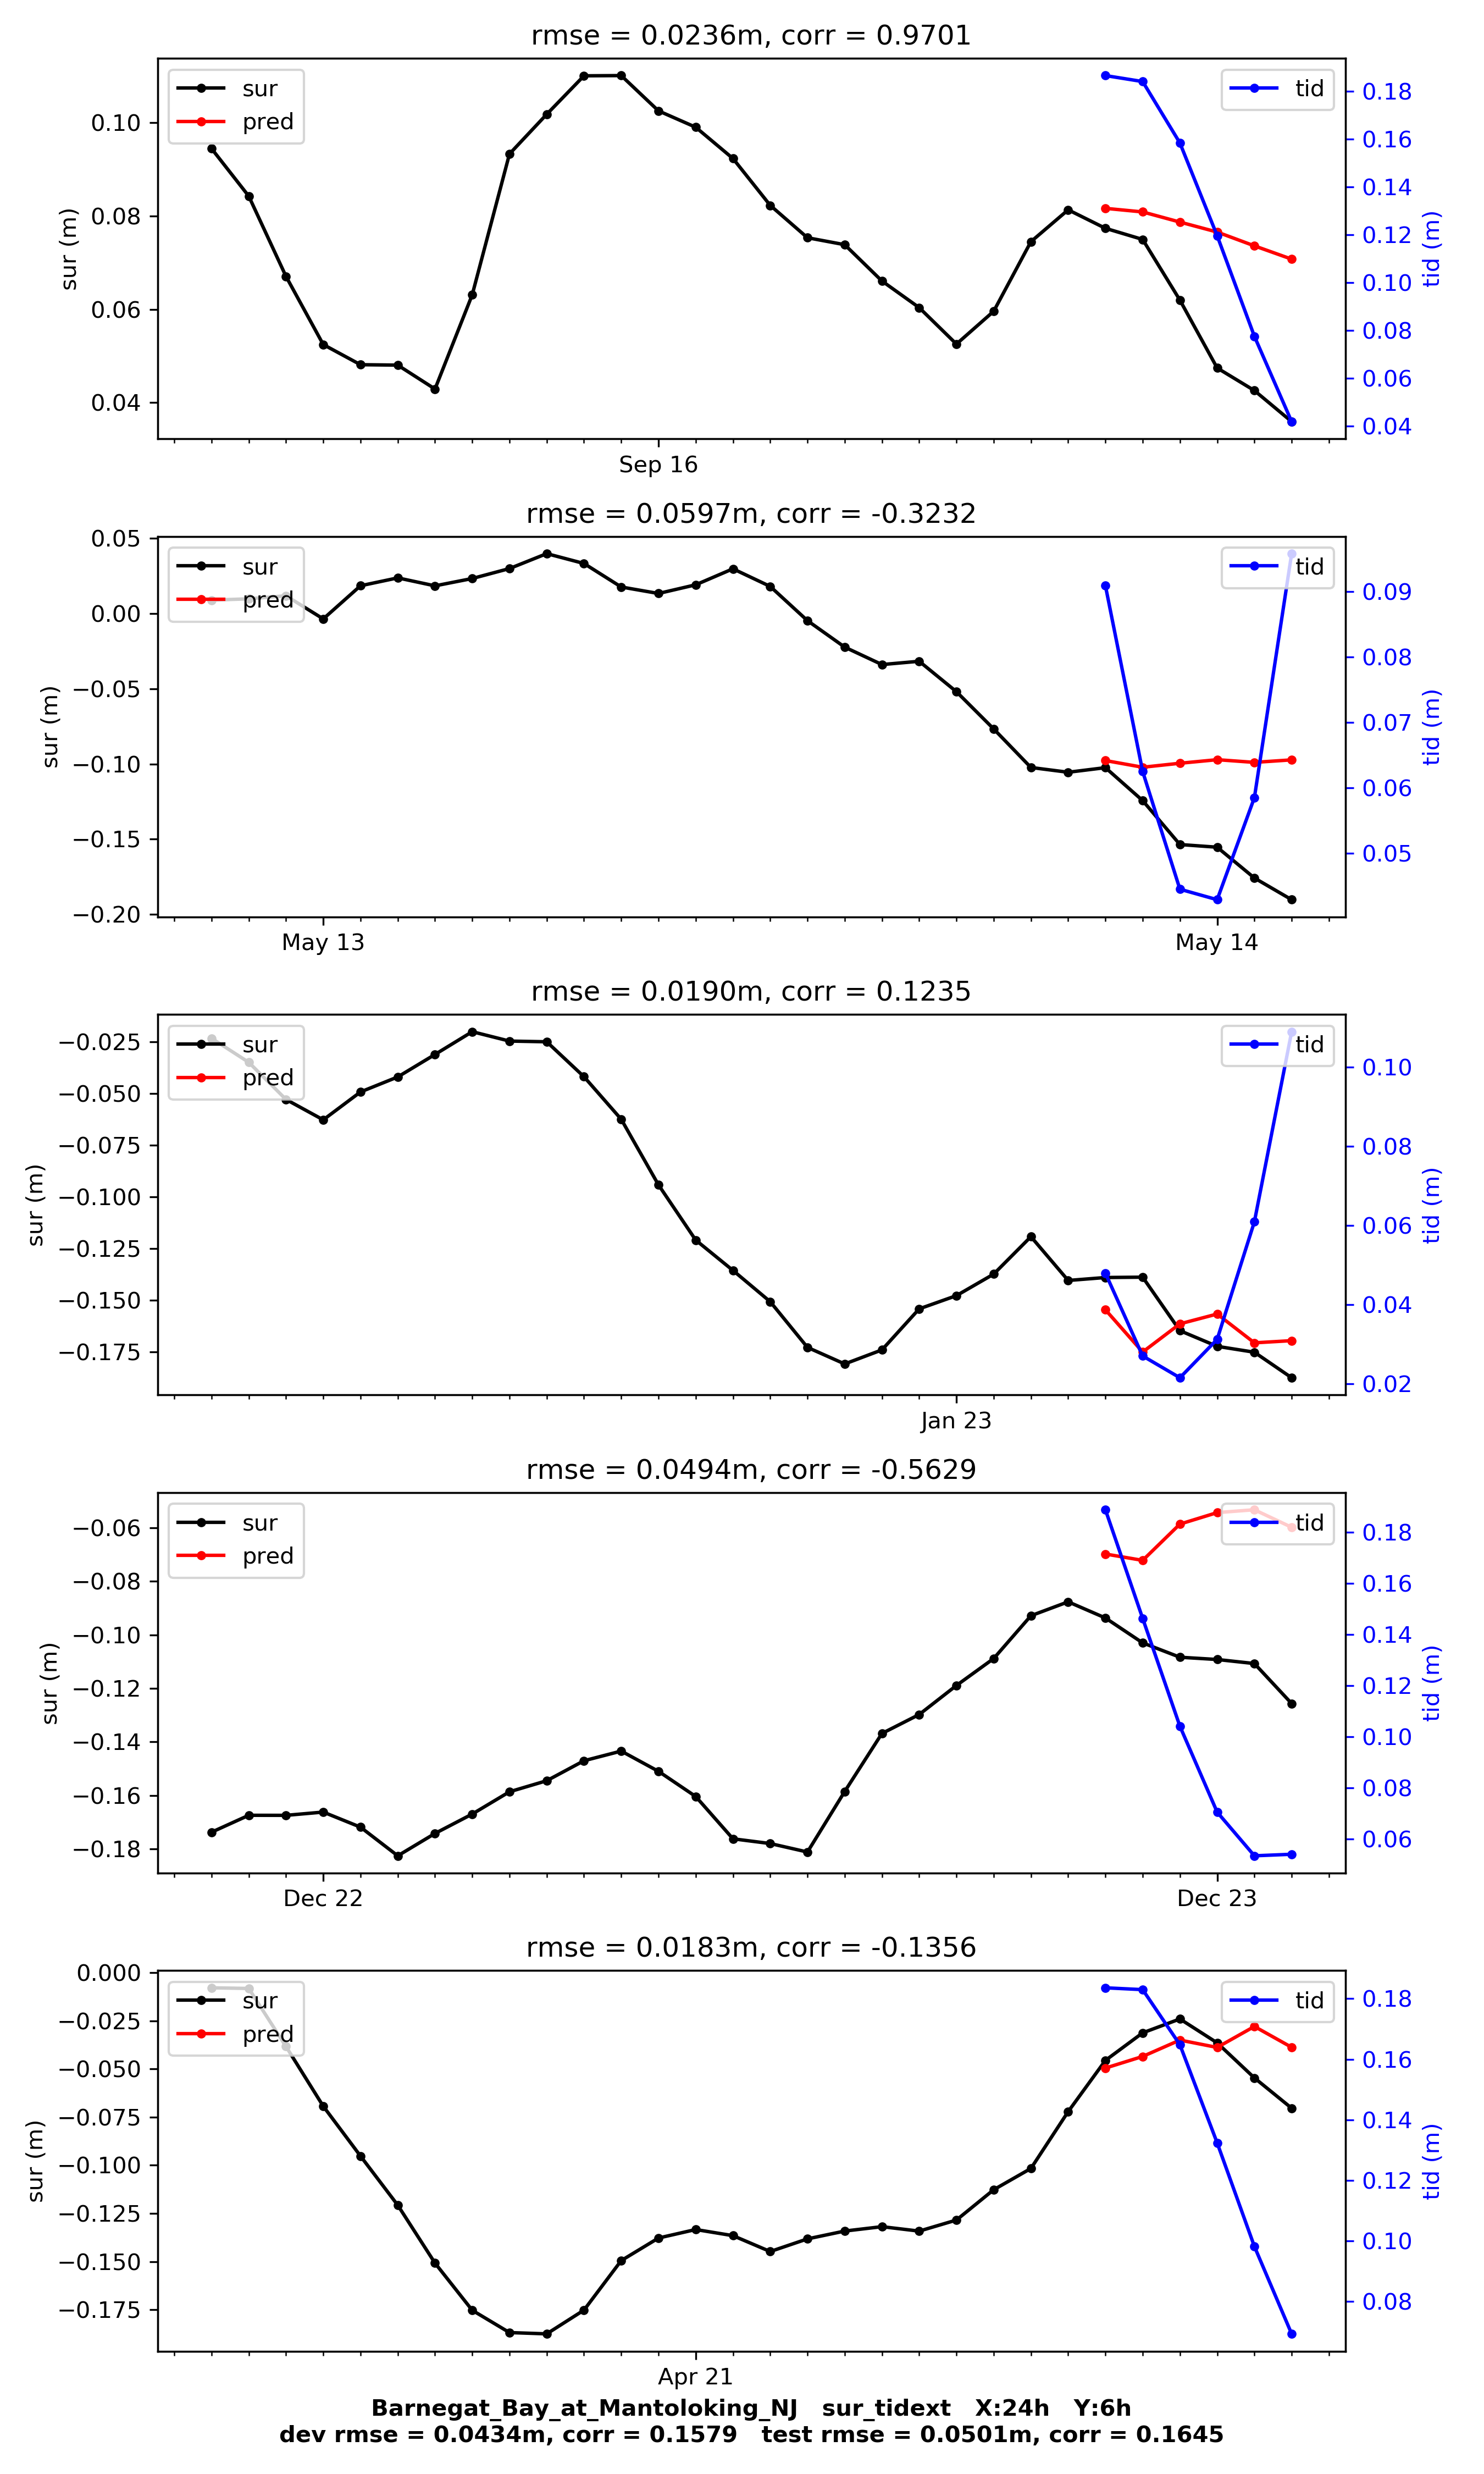 rmse = 0.0236m, corr = 0.9701
sur
pred
tid
0.10
0.08
0.06
0.04
sur (m)
0.18
0.16
0.14
0.12
0.10
0.08
0.06
0.04
tid (m)
Sep 16
rmse = 0.0597m, corr = -0.3232
sur
pred
tid
0.05
0.00
−0.05
−0.10
−0.15
−0.20
sur (m)
0.09
0.08
0.07
0.06
0.05
tid (m)
May 13
May 14
rmse = 0.0190m, corr = 0.1235
sur
pred
tid
−0.025
−0.050
−0.075
−0.100
−0.125
−0.150
−0.175
sur (m)
0.10
0.08
0.06
0.04
0.02
tid (m)
Jan 23
rmse = 0.0494m, corr = -0.5629
sur
pred
tid
−0.06
−0.08
−0.10
−0.12
−0.14
−0.16
−0.18
sur (m)
0.18
0.16
0.14
0.12
0.10
0.08
0.06
tid (m)
Dec 22
Dec 23
rmse = 0.0183m, corr = -0.1356
sur
pred
tid
0.000
−0.025
−0.050
−0.075
−0.100
−0.125
−0.150
−0.175
sur (m)
0.18
0.16
0.14
0.12
0.10
0.08
tid (m)
Apr 21
Barnegat_Bay_at_Mantoloking_NJ sur_tidext X:24h Y:6h
dev rmse = 0.0434m, corr = 0.1579 test rmse = 0.0501m, corr = 0.1645